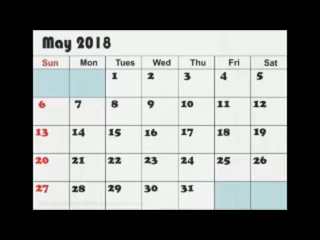 May 2018
Sun Mon Tues Wed Thu Fri Sat
1 2 3 4 5
6 7 8 9 10 11 12
13 14 15 16 17 18 19
20 21 22 23 24 25 26
27 28 29 30 31